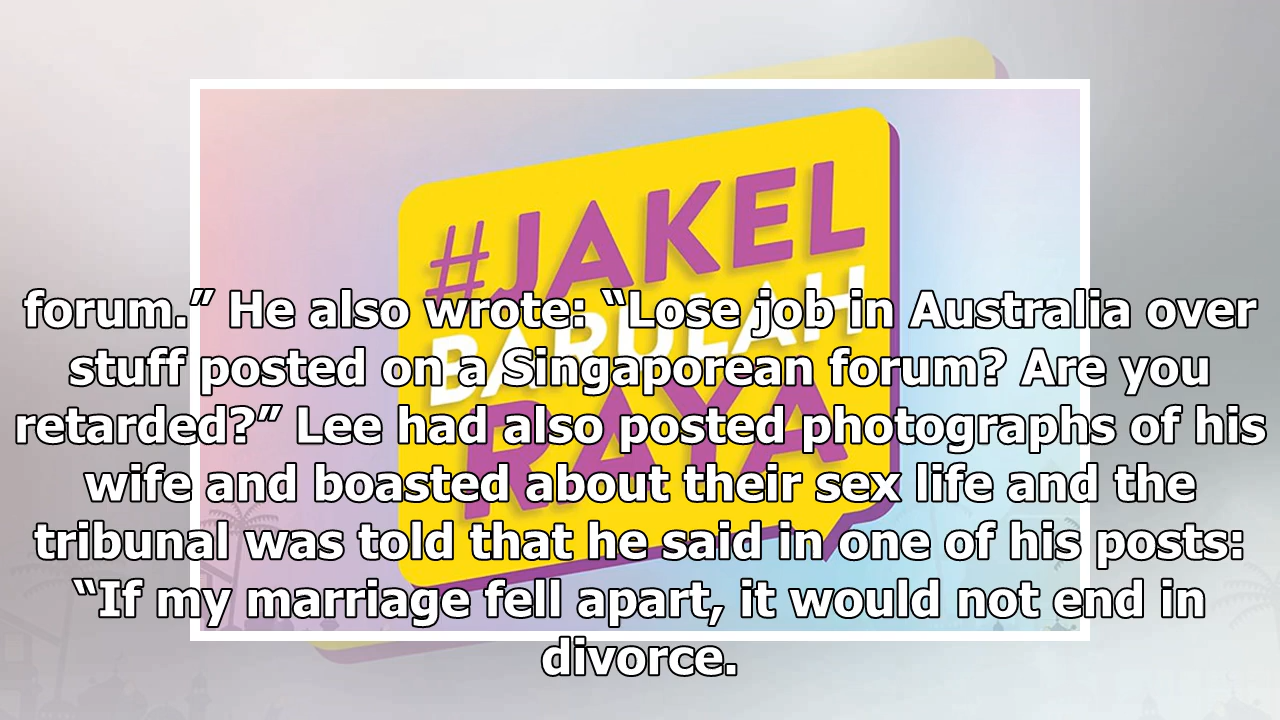 #JAKEL
BARULAH
RAYA
forum.” He also wrote: “Lose job in Australia over
stuff posted on a Singaporean forum? Are you
retarded?” Lee had also posted photographs of his
wife and boasted about their sex life and the
tribunal was told that he said in one of his posts:
“If my marriage fell apart, it would not end in
divorce.